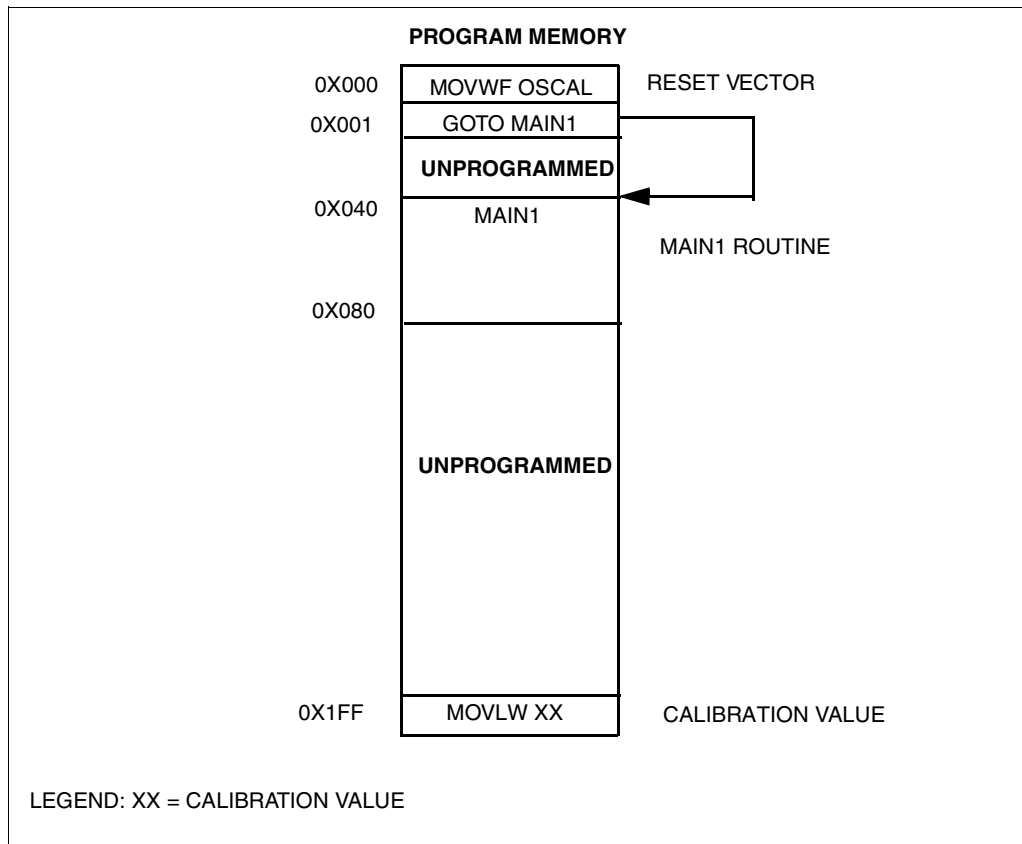 PROGRAM MEMORY
0X000 MOVWF OSCAL RESET VECTOR
0X001 GOTO MAIN1
UNPROGRAMMED
0X040 MAIN1
MAIN1 ROUTINE
0X080
UNPROGRAMMED
0X1FF MOVLW XX CALIBRATION VALUE
LEGEND: XX = CALIBRATION VALUE